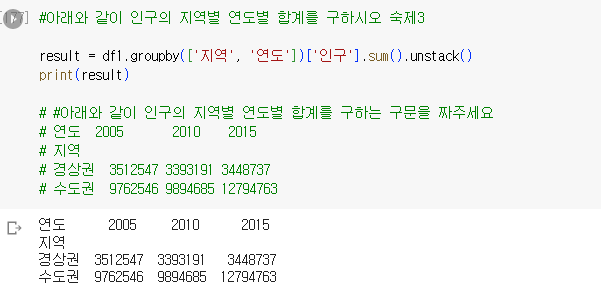 #아래와 같이 인구의 지역별 연도별 합계를 구하시오 숙제3
result = df1.groupby(['지역', '연도'])['인구'].sum().unstack()
print(result)
# #아래와 같이 인구의 지역별 연도별 합계를 구하는 구문을 짜주세요
# 연도 2005 2010 2015
# 지역
# 경상권 3512547 3393191 3448737
# 수도권 9762546 9894685 12794763
연도 2005 2010 2015
지역
경상권 3512547 3393191 3448737
수도권 9762546 9894685 12794763